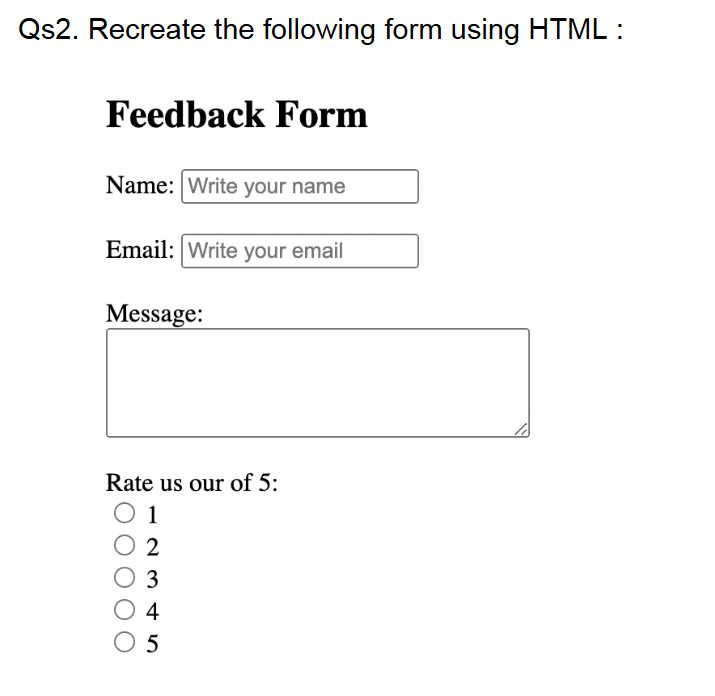 Qs2. Recreate the following form using HTML :
Feedback Form
Name: Write your name
Email: Write your email
Message:
Rate us our of 5:
1
2
3
4
5